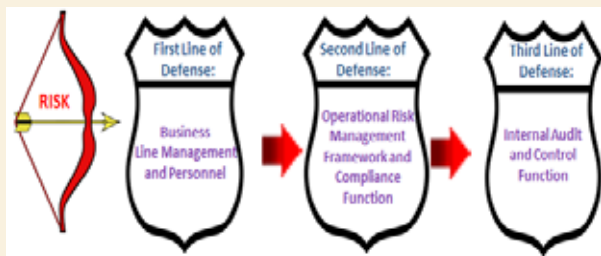 RISK
First Line of
Defense:
Business
Line Management
and Personnel
Second Line of
Defense:
Operational Risk
Management
Framework and
Compliance
Function
Third Line of
Defense:
Internal Audit
and Control
Function